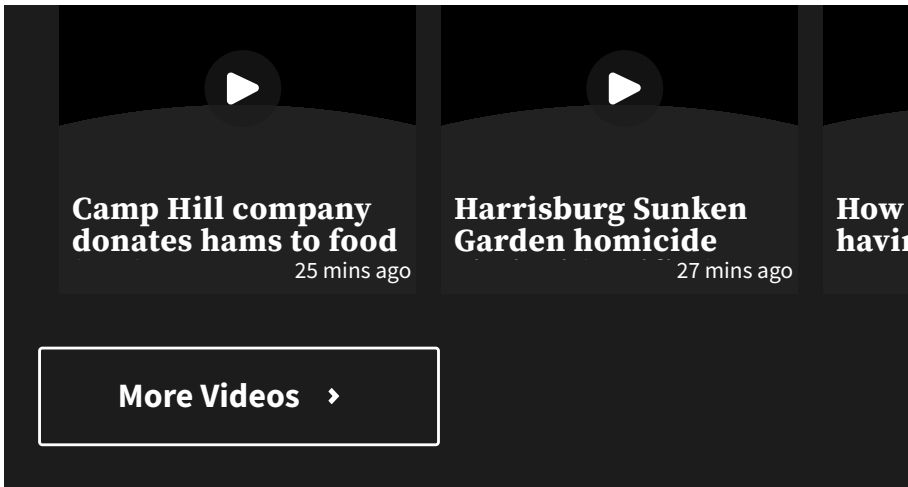 Camp Hill company
donates hams to food
25 mins ago
Harrisburg Sunken
Garden homicide
27 mins ago
How
More Videos